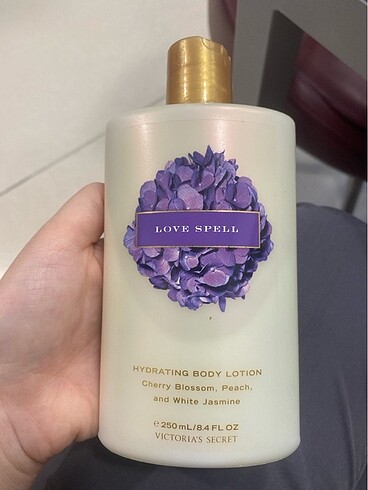 LOVE SPELL
HYDRATING BODY LOTION
Cherry Blossom, Peach,
and White Jasmine
℮ 250 mL/8.4 FL OZ
VICTORIA'S SECRET